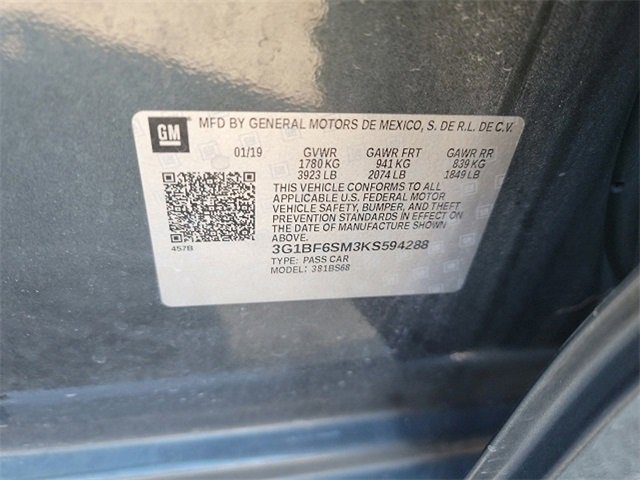 GM MFD BY GENERAL MOTORS DE MEXICO, S. DE R.L. DE C.V.
01/19 GVWR GAWR FRT GAWR RR
1780 KG 941 KG 839 KG
3923 LB 2074 LB 1849 LB
THIS VEHICLE CONFORMS TO ALL
APPLICABLE U.S. FEDERAL MOTOR
VEHICLE SAFETY, BUMPER, AND THEFT
PREVENTION STANDARDS IN EFFECT ON
THE DATE OF MANUFACTURE SHOWN
ABOVE.
457B 3G1BF6SM3KS594288
TYPE: PASS CAR
MODEL: 381BS68